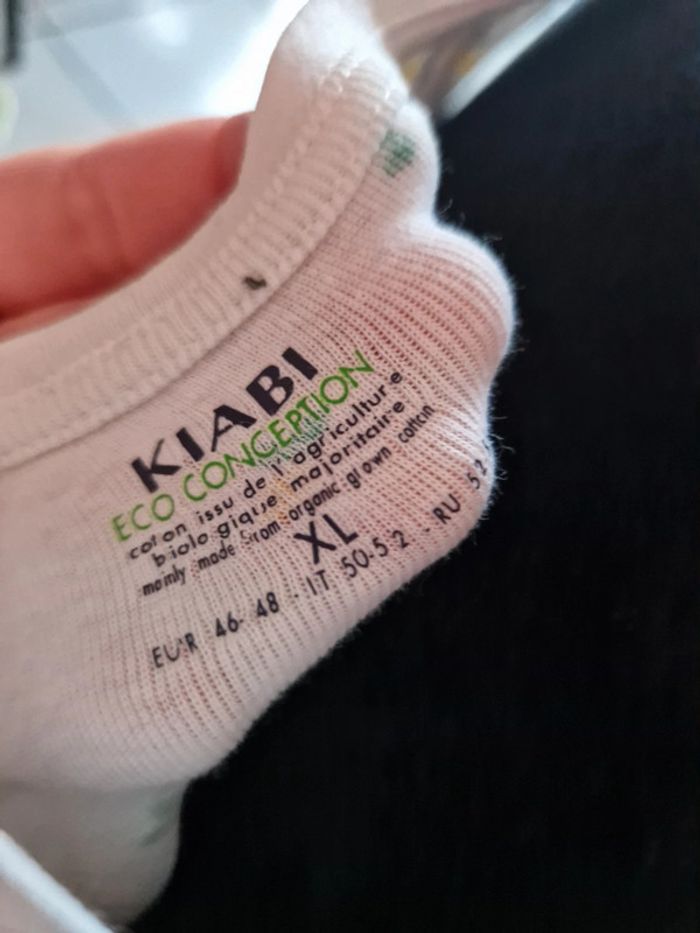 KIABI
ECO CONCEPTION
coton issu de l'agriculture
biologique majoritaire
mainly made from organic grown cotton
XL
EUR 46-48 - IT 50-52 - RU 52